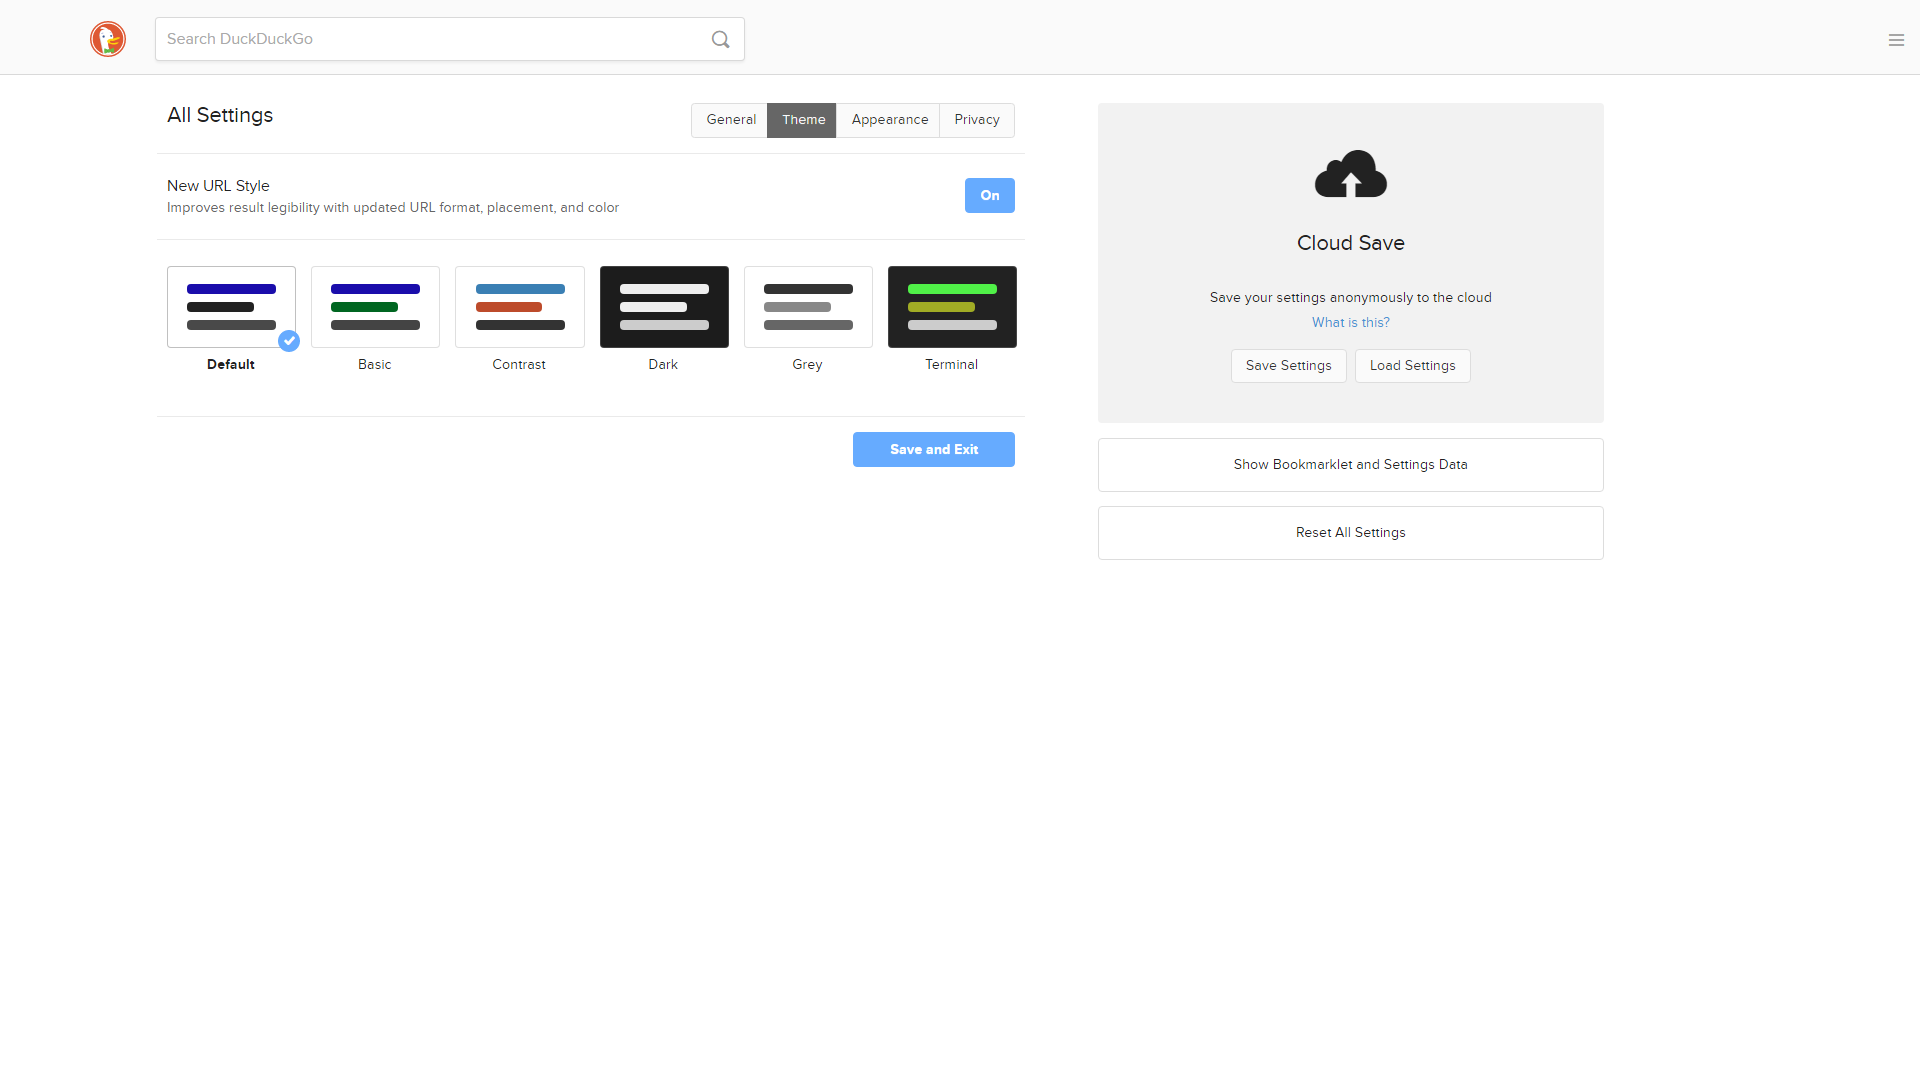 Search DuckDuckGo
All Settings
General Theme Appearance Privacy
New URL Style
Improves result legibility with updated URL format, placement, and color
On
Default Basic Contrast Dark Grey Terminal
Save and Exit
Cloud Save
Save your settings anonymously to the cloud
What is this?
Save Settings Load Settings
Show Bookmarklet and Settings Data
Reset All Settings